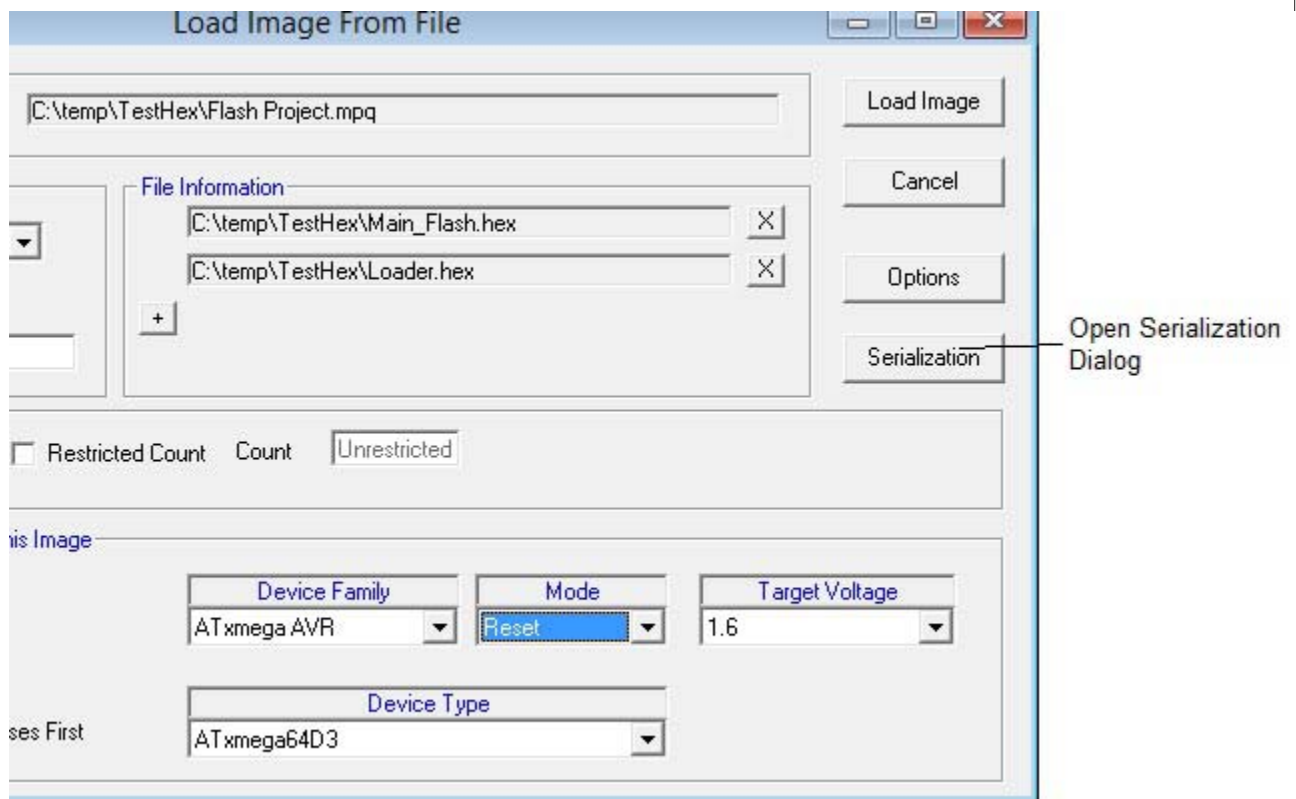 Load Image From File
C:\temp\TestHex\Flash Project.mpq
Load Image
File Information
Cancel
C:\temp\TestHex\Main_Flash.hex X
C:\temp\TestHex\Loader.hex X
Options
+
Serialization
Open Serialization
Dialog
Restricted Count Count Unrestricted
Image
Device Family Mode Target Voltage
ATxmega AVR Reset 1.6
Device Type
First ATxmega64D3